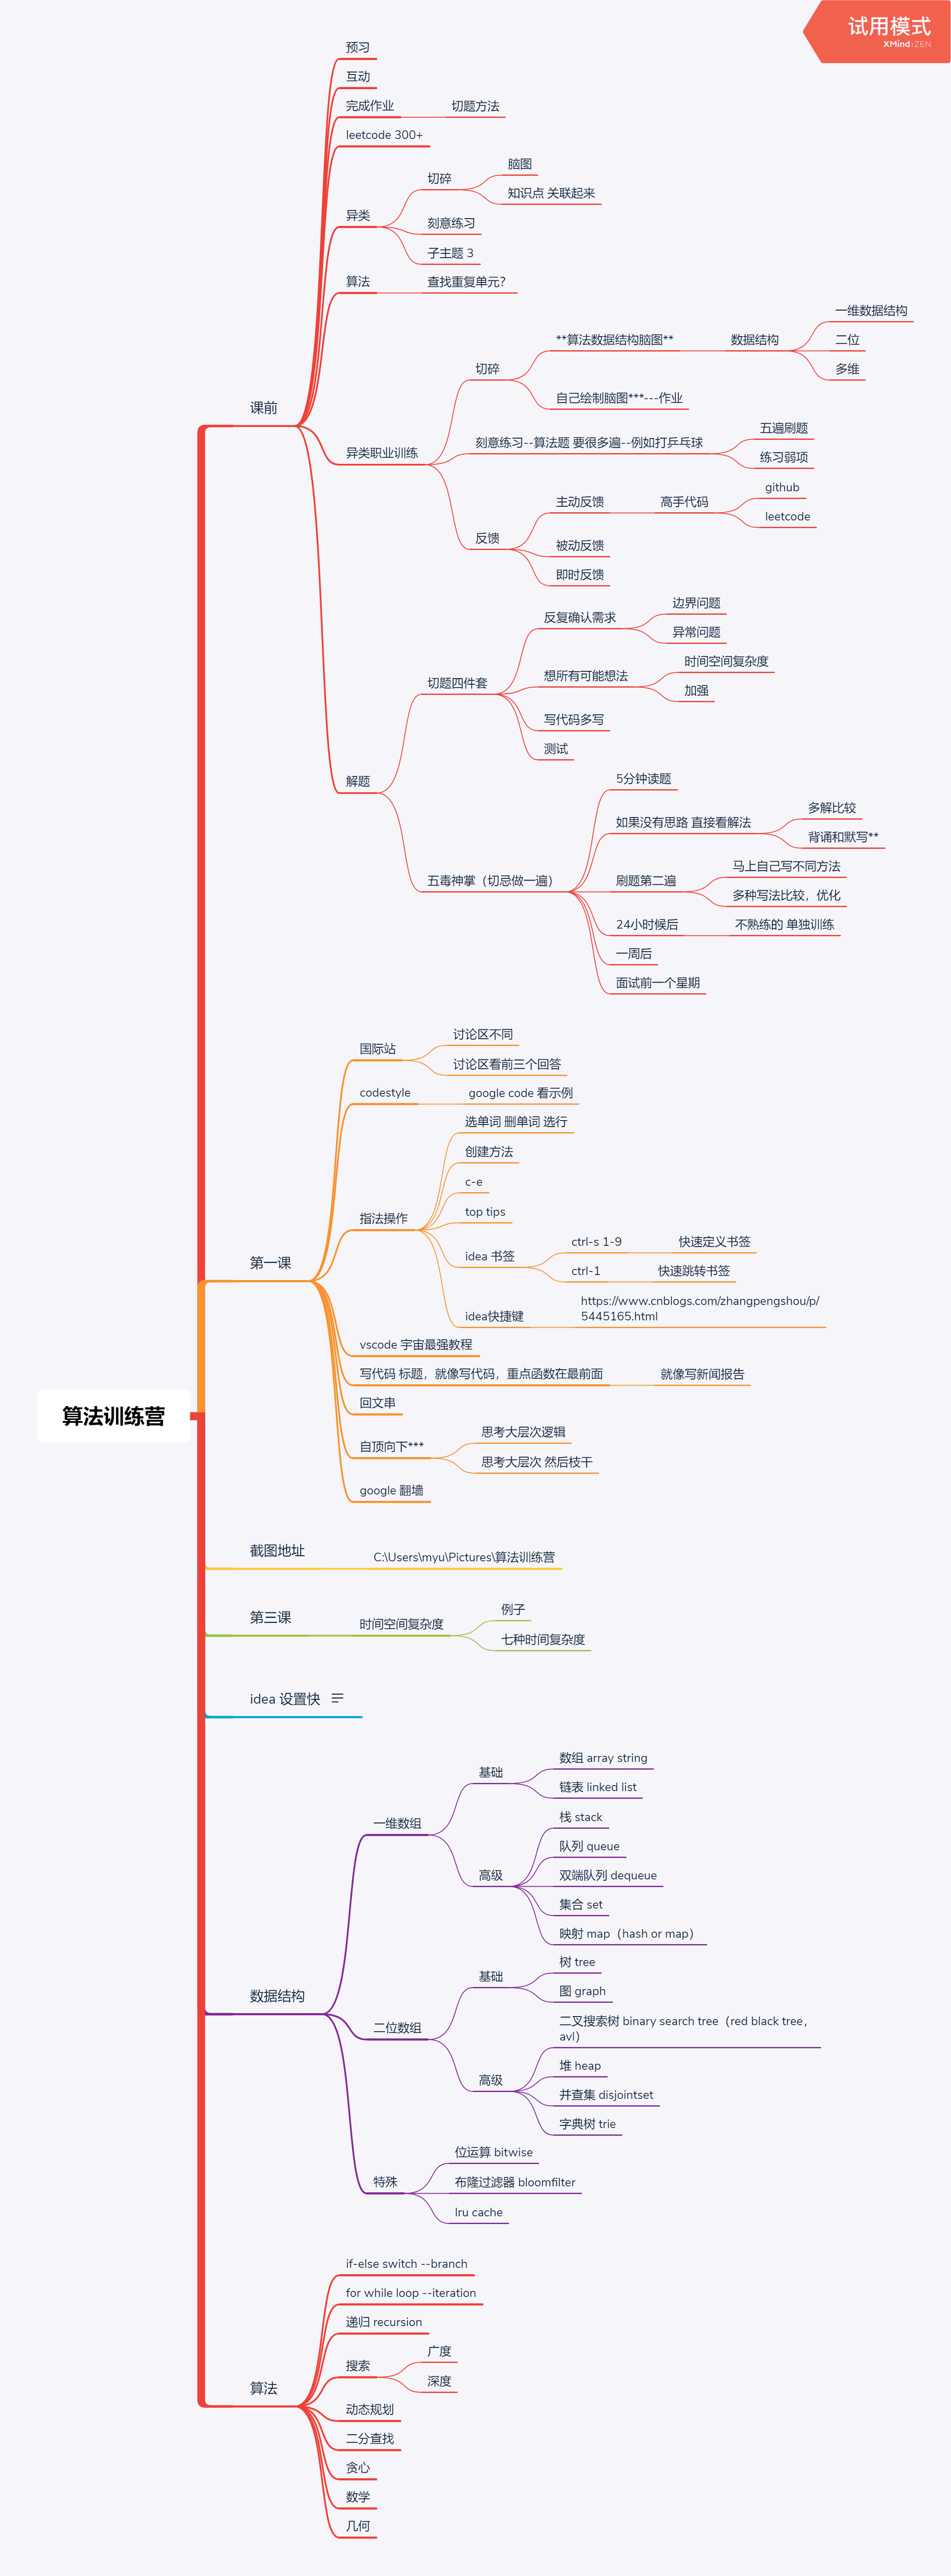 试用模式
XMind:ZEN
算法训练营
课前
预习
互动
完成作业
切题方法
leetcode 300+
异类
切碎
脑图
知识点 关联起来
刻意练习
子主题 3
算法
查找重复单元？
异类职业训练
切碎
**算法数据结构脑图**
数据结构
一维数据结构
二位
多维
自己绘制脑图***---作业
刻意练习--算法题 要很多遍--例如打乒乓球
五遍刷题
练习弱项
反馈
主动反馈
高手代码
github
leetcode
被动反馈
即时反馈
解题
切题四件套
反复确认需求
边界问题
异常问题
想所有可能想法
时间空间复杂度
加强
写代码多写
测试
五毒神掌（切忌做一遍）
5分钟读题
如果没有思路 直接看解法
多解比较
背诵和默写**
刷题第二遍
马上自己写不同方法
多种写法比较，优化
24小时候后
不熟练的 单独训练
一周后
面试前一个星期
第一课
国际站
讨论区不同
讨论区看前三个回答
codestyle
google code 看示例
指法操作
选单词 删单词 选行
创建方法
c-e
top tips
idea 书签
ctrl-s 1-9
快速定义书签
ctrl-1
快速跳转书签
idea快捷键
https://www.cnblogs.com/zhangpengshou/p/
5445165.html
vscode 宇宙最强教程
写代码 标题，就像写代码，重点函数在最前面
就像写新闻报告
回文串
自顶向下***
思考大层次逻辑
思考大层次 然后枝干
google 翻墙
截图地址
C:\Users\myu\Pictures\算法训练营
第三课
时间空间复杂度
例子
七种时间复杂度
idea 设置快
数据结构
一维数组
基础
数组 array string
链表 linked list
高级
栈 stack
队列 queue
双端队列 dequeue
集合 set
映射 map（hash or map）
二位数组
基础
树 tree
图 graph
高级
二叉搜索树 binary search tree（red black tree，
avl）
堆 heap
并查集 disjointset
字典树 trie
特殊
位运算 bitwise
布隆过滤器 bloomfilter
lru cache
算法
if-else switch --branch
for while loop --iteration
递归 recursion
搜索
广度
深度
动态规划
二分查找
贪心
数学
几何